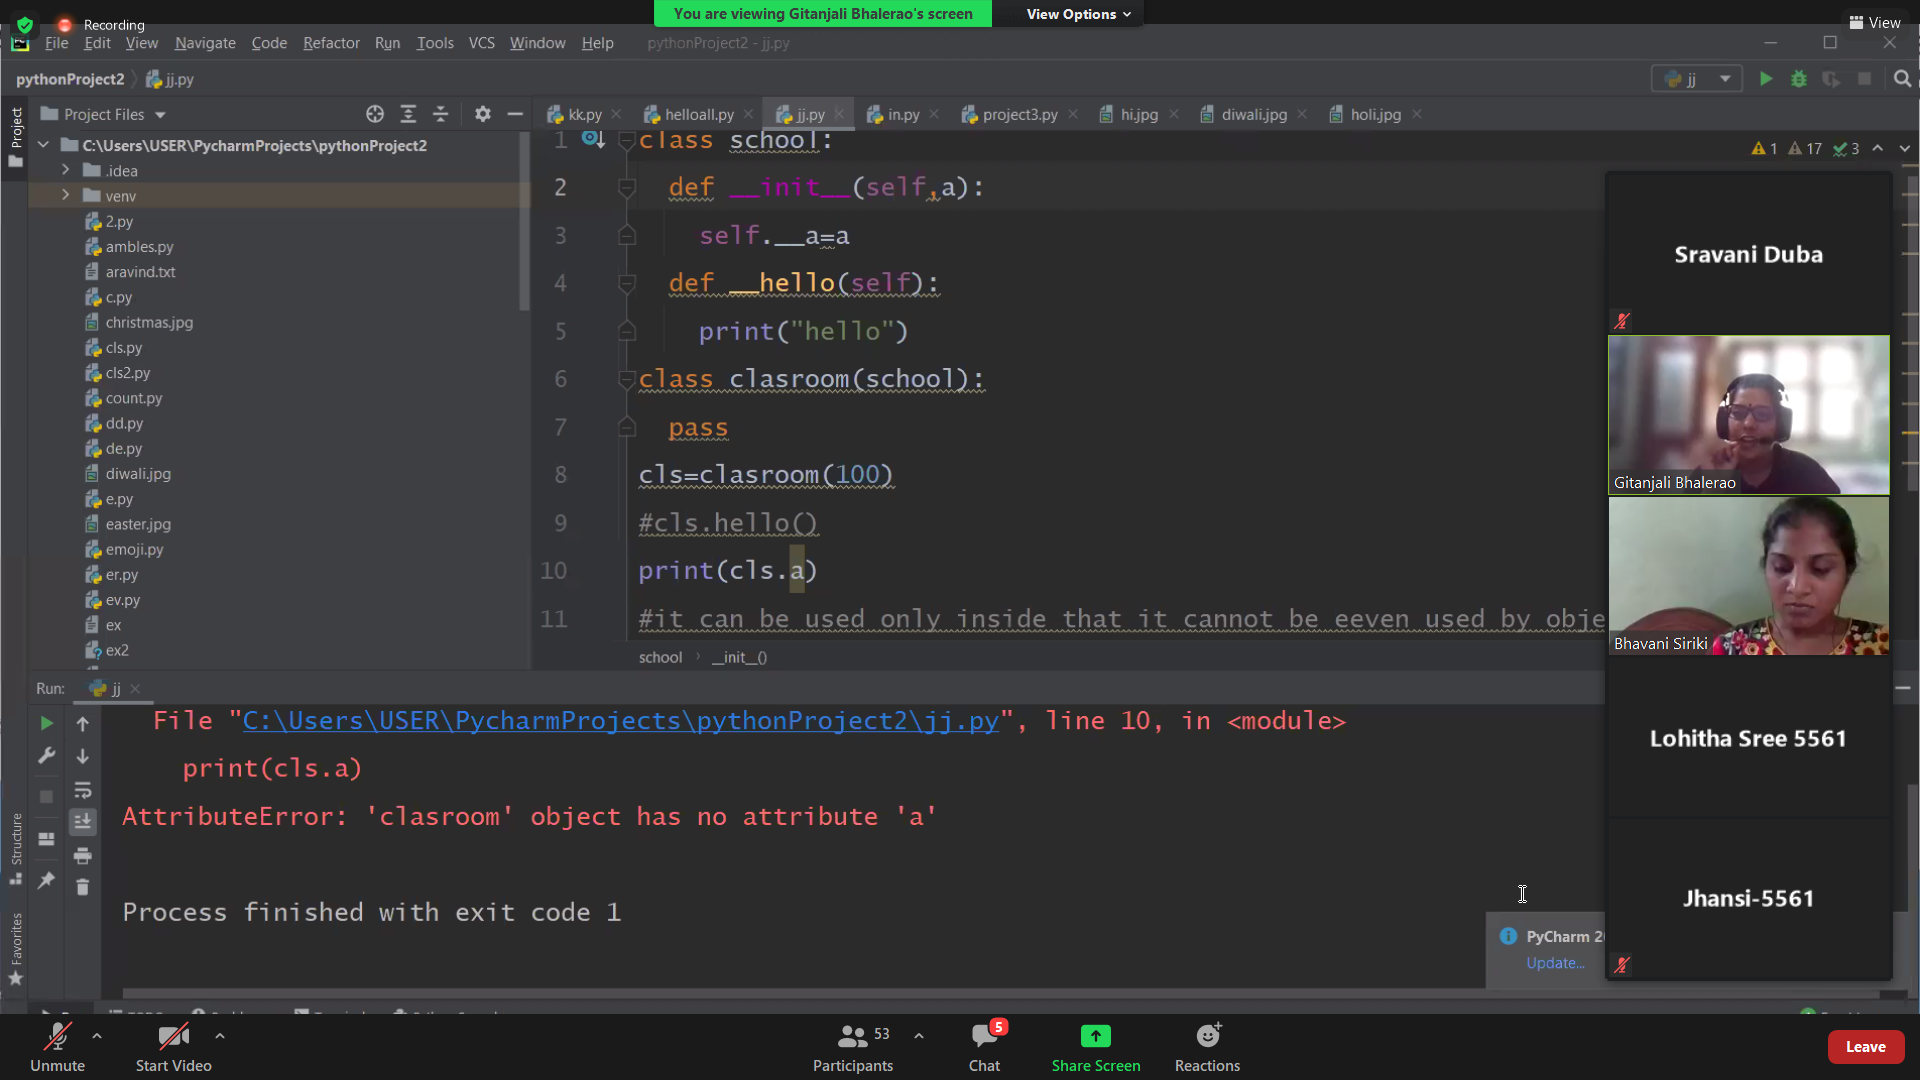 Recording
You are viewing Gitanjali Bhalerao's screen
View Options
View
File Edit View Navigate Code Refactor Run Tools VCS Window Help pythonProject2 - jj.py
pythonProject2 jj.py
jj
Project
Project Files
kk.py helloall.py jj.py in.py project3.py hi.jpg diwali.jpg holi.jpg
C:\Users\USER\PycharmProjects\pythonProject2
.idea
venv
2.py
ambles.py
aravind.txt
c.py
christmas.jpg
cls.py
cls2.py
count.py
dd.py
de.py
diwali.jpg
e.py
easter.jpg
emoji.py
er.py
ev.py
ex
ex2
1 17 3
1 class school:
2 def __init__(self,a):
3 self.__a=a
4 def __hello(self):
5 print("hello")
6 class clasroom(school):
7 pass
8 cls=clasroom(100)
9 #cls.hello()
10 print(cls.a)
11 #it can be used only inside that it cannot be eeven used by obje
school __init__()
Sravani Duba
Gitanjali Bhalerao
Bhavani Siriki
Lohitha Sree 5561
Jhansi-5561
Run: jj
File "C:\Users\USER\PycharmProjects\pythonProject2\jj.py", line 10, in <module>
print(cls.a)
AttributeError: 'clasroom' object has no attribute 'a'
Process finished with exit code 1
Structure
Favorites
PyCharm 20
Update...
Unmute
Start Video
53
Participants
5
Chat
Share Screen
Reactions
Leave